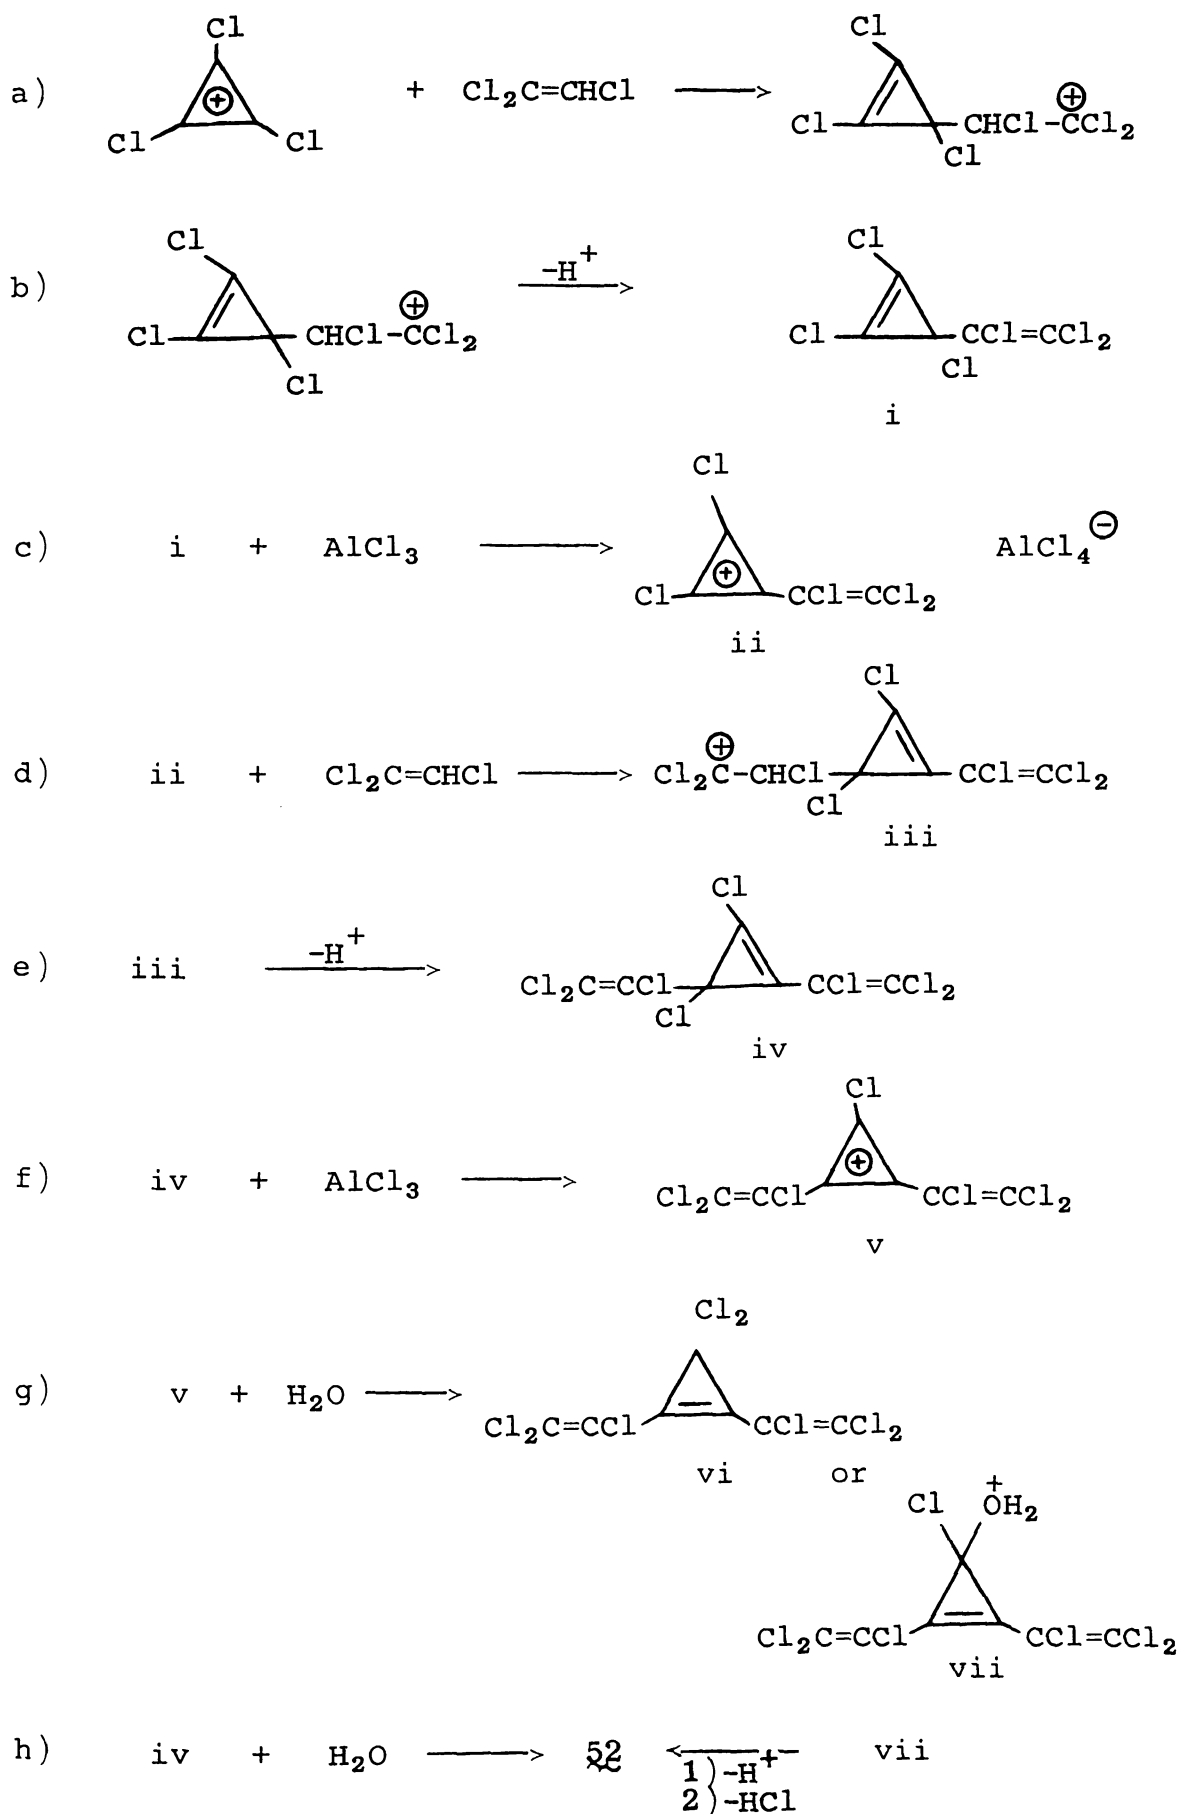 Cl
a) Cl Cl + Cl₂C=CHCl ⟶ Cl Cl CHCl-CCl₂ Cl
⊕ ⊕
Cl Cl
b) Cl CHCl-CCl₂ Cl -H⁺ ⟶ Cl CCl=CCl₂ Cl
⊕
i
Cl
c) i + AlCl₃ ⟶ Cl ⊕ CCl=CCl₂ AlCl₄⊖
ii
Cl
d) ii + Cl₂C=CHCl ⟶ Cl₂C-CHCl Cl CCl=CCl₂
⊕
iii
Cl
e) iii -H⁺ ⟶ Cl₂C=CCl Cl CCl=CCl₂
iv
Cl
f) iv + AlCl₃ ⟶ Cl₂C=CCl ⊕ CCl=CCl₂
v
Cl₂
g) v + H₂O ⟶ Cl₂C=CCl CCl=CCl₂
vi or
Cl OH₂
+
Cl₂C=CCl CCl=CCl₂
vii
h) iv + H₂O ⟶ 52 ⟵ vii
1) -H⁺
2) -HCl